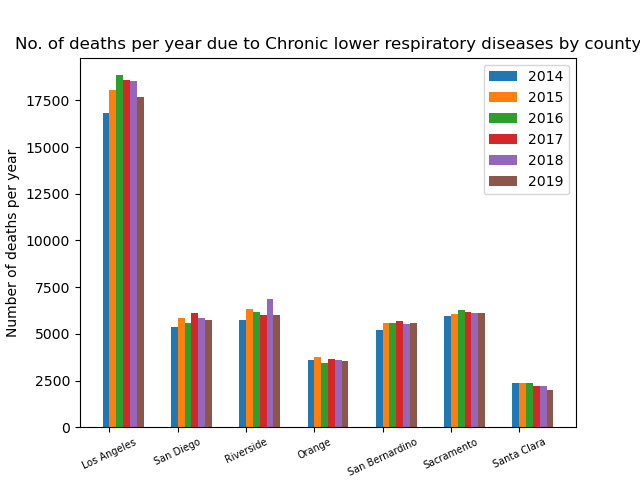 No. of deaths per year due to Chronic lower respiratory diseases by county
Number of deaths per year
17500
15000
12500
10000
7500
5000
2500
0
2014
2015
2016
2017
2018
2019
Los Angeles
San Diego
Riverside
Orange
San Bernardino
Sacramento
Santa Clara